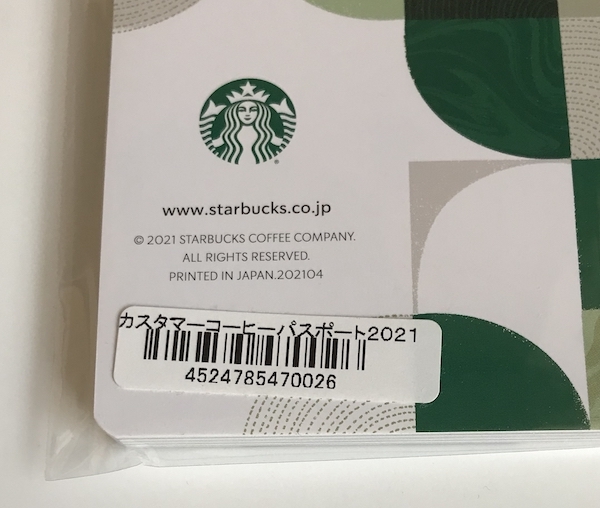 www.starbucks.co.jp
© 2021 STARBUCKS COFFEE COMPANY.
ALL RIGHTS RESERVED.
PRINTED IN JAPAN.202104
カスタマーコーヒーパスポート2021
4524785470026